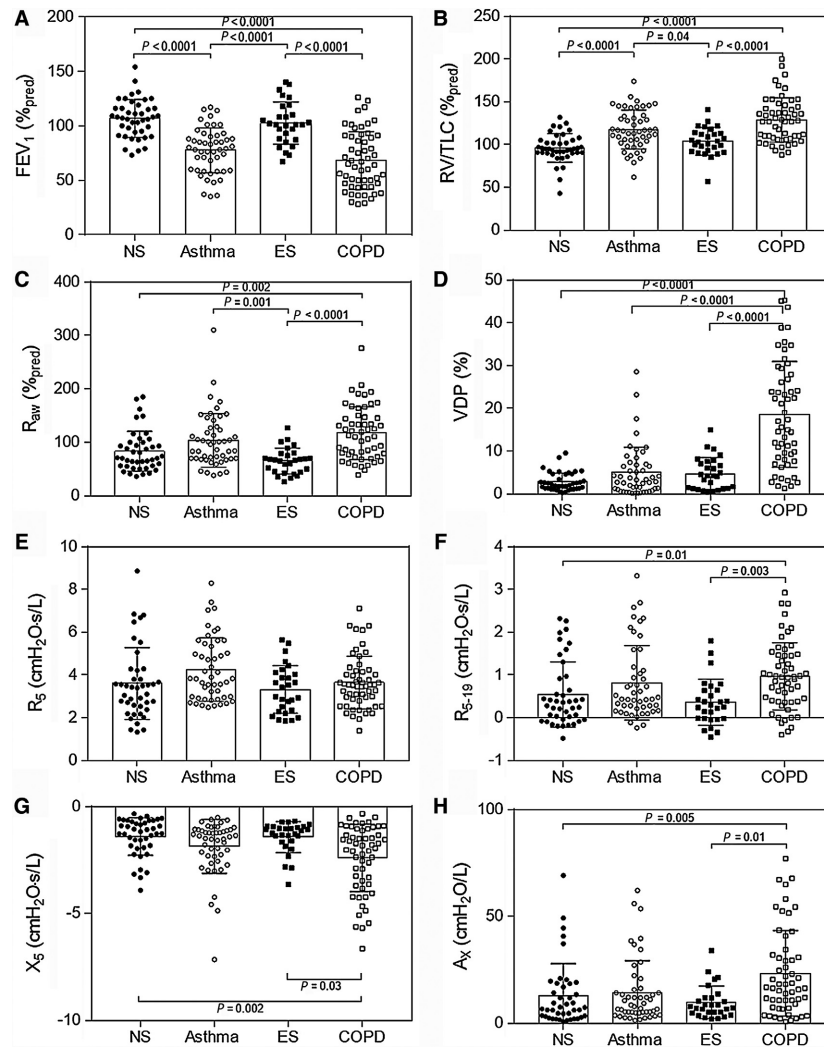 A
FEV1 (%pred)
200
150
100
50
0
P < 0.0001
P < 0.0001
P < 0.0001
P < 0.0001
NS Asthma ES COPD
B
RV/TLC (%pred)
250
200
150
100
50
0
P < 0.0001
P = 0.04
P < 0.0001
P < 0.0001
NS Asthma ES COPD
C
Raw (%pred)
400
300
200
100
0
P = 0.002
P = 0.001
P < 0.0001
NS Asthma ES COPD
D
VDP (%)
50
40
30
20
10
0
P < 0.0001
P < 0.0001
P < 0.0001
NS Asthma ES COPD
E
R5 (cmH2O·s/L)
10
8
6
4
2
0
NS Asthma ES COPD
F
R5-19 (cmH2O·s/L)
4
3
2
1
0
-1
P = 0.01
P = 0.003
NS Asthma ES COPD
G
X5 (cmH2O·s/L)
0
-5
-10
P = 0.03
P = 0.002
NS Asthma ES COPD
H
AX (cmH2O/L)
100
50
0
P = 0.005
P = 0.01
NS Asthma ES COPD